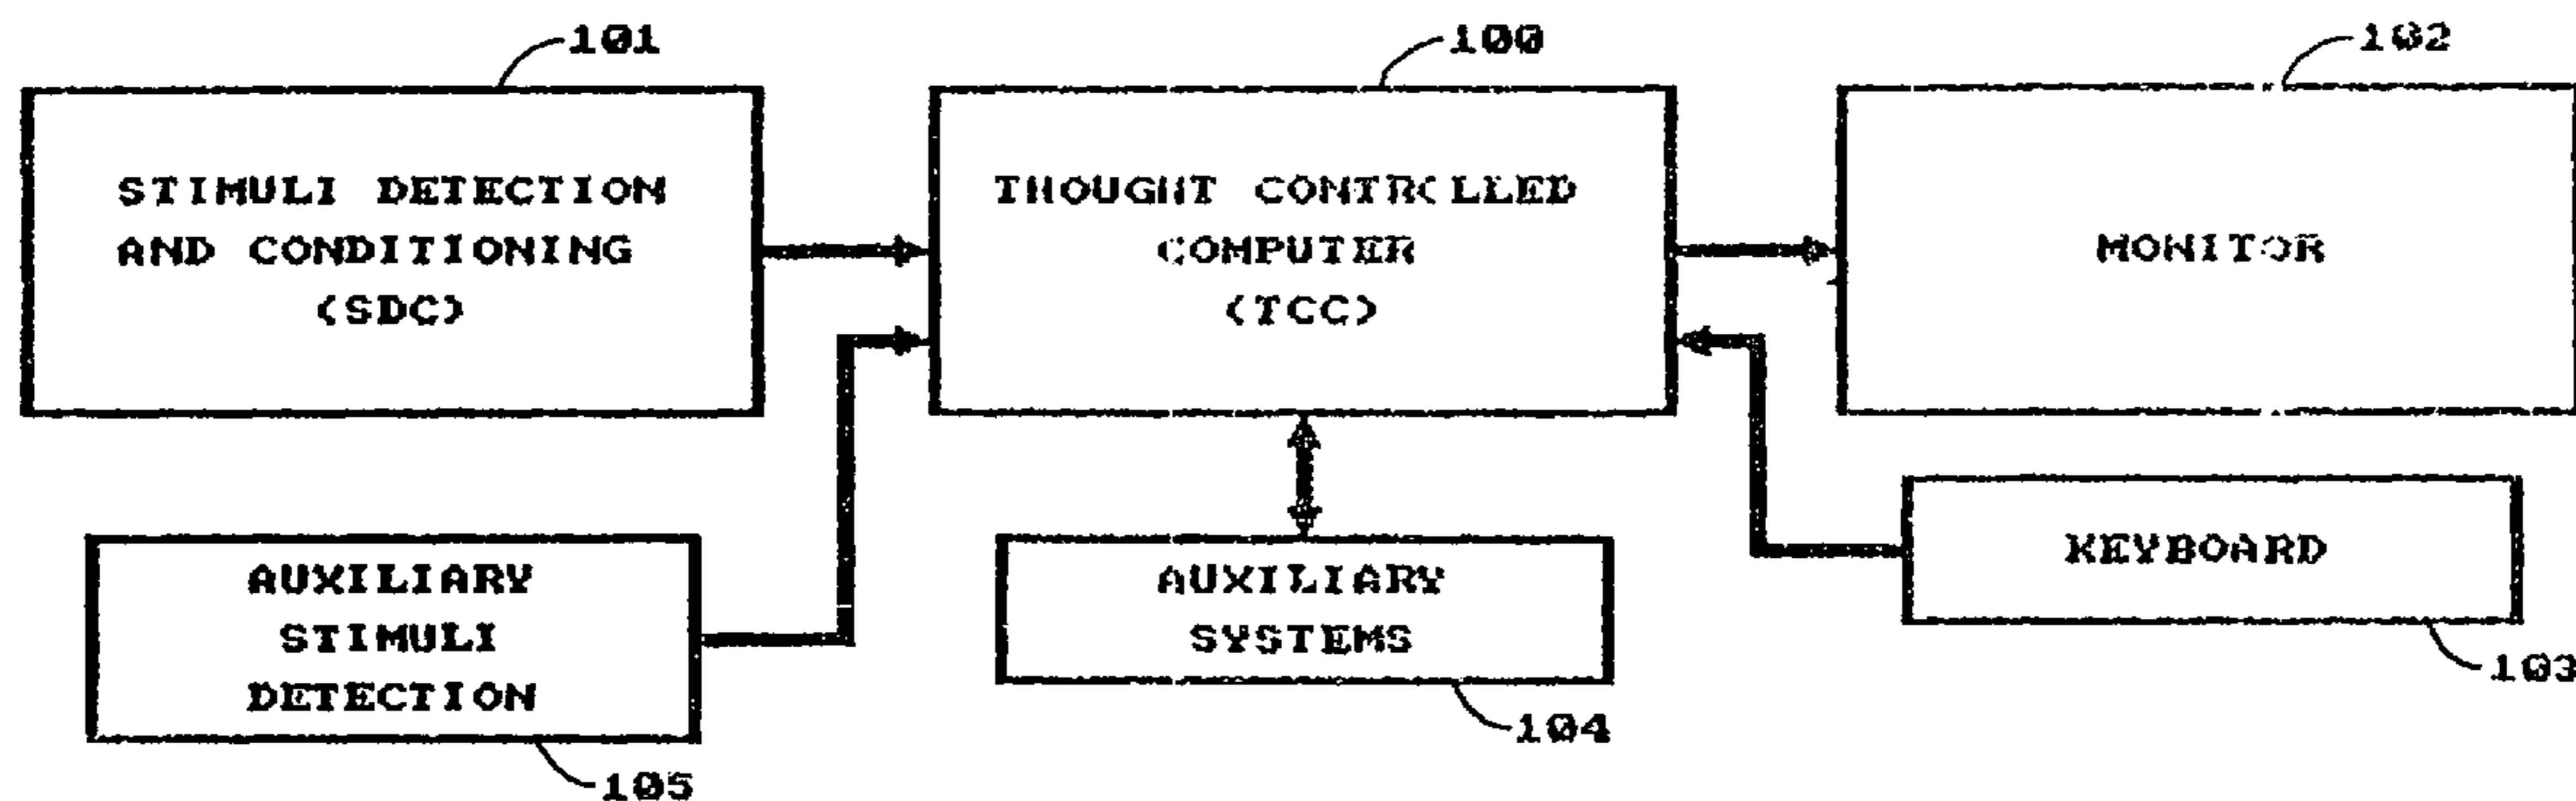 101
100
102
STIMULI DETECTION
AND CONDITIONING
(SDC)
THOUGHT CONTROLLED
COMPUTER
(TCC)
MONITOR
AUXILIARY
STIMULI
DETECTION
105
AUXILIARY
SYSTEMS
104
KEYBOARD
103